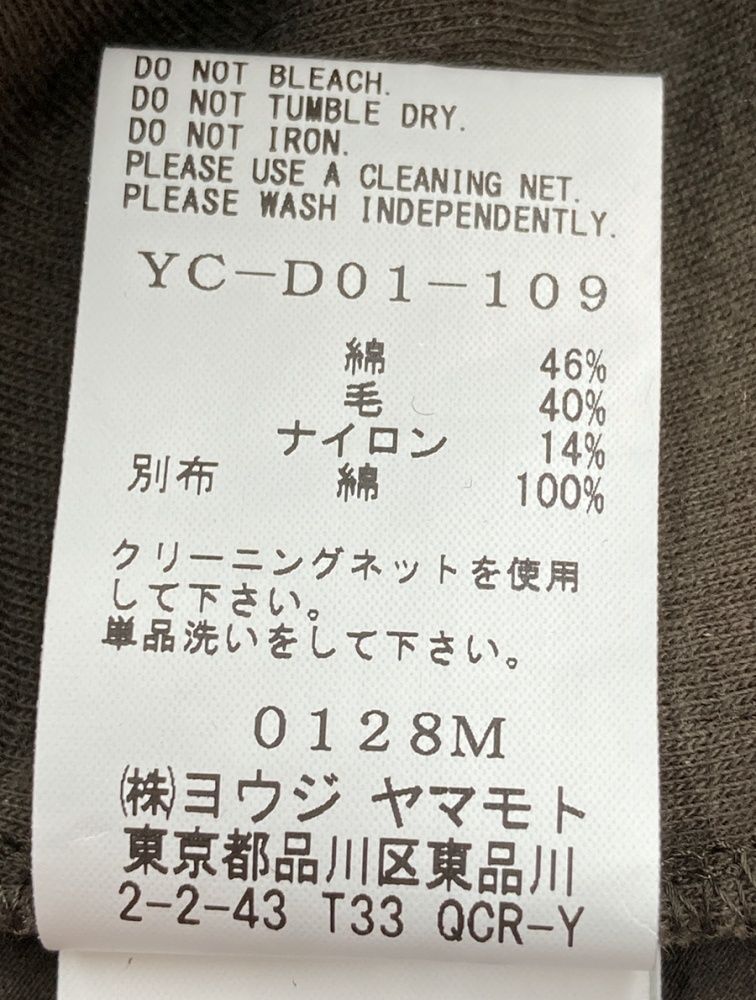 DO NOT BLEACH.
DO NOT TUMBLE DRY.
DO NOT IRON.
PLEASE USE A CLEANING NET.
PLEASE WASH INDEPENDENTLY.
YC-D01-109
綿 46%
毛 40%
ナイロン 14%
別布 綿 100%
クリーニングネットを使用
して下さい。
単品洗いをして下さい。
0128M
㈱ヨウジ ヤマモト
東京都品川区東品川
2-2-43 T33 QCR-Y